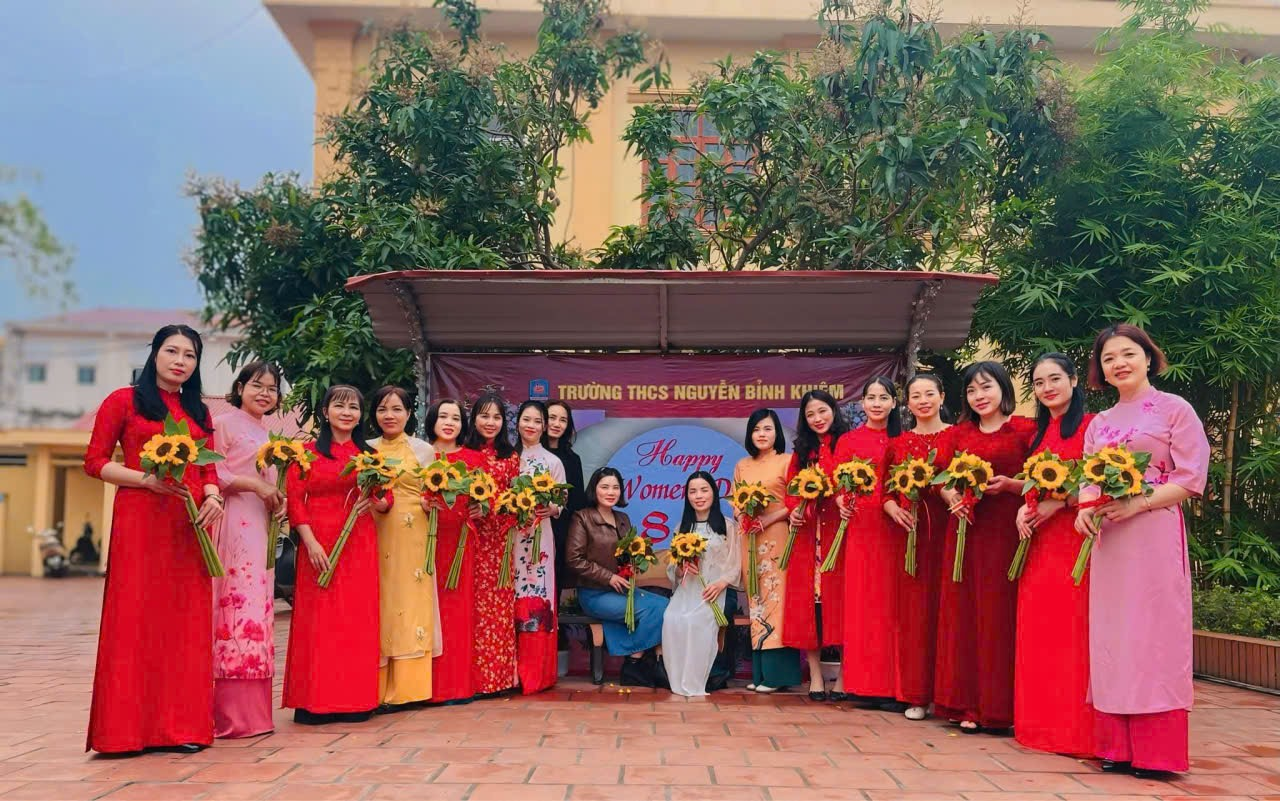 TRƯỜNG THCS NGUYỄN BỈNH KHIÊM
Happy
Women
8